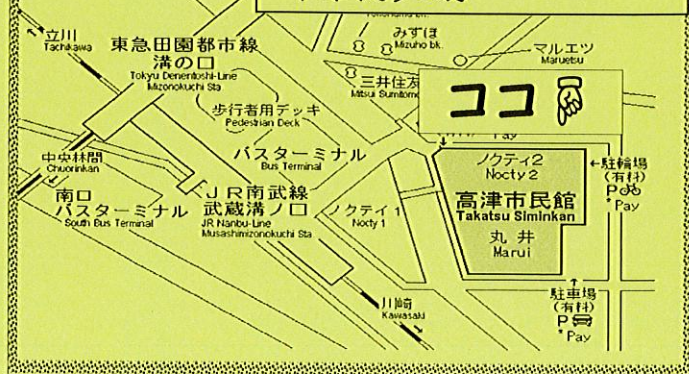 立川
Tachikawa
東急田園都市線
溝の口
Tokyu Denentoshi-Line
Mizonokuchi Sta
みずほ
Mizuho bk.
マルエツ
Maruetsu
三井住友
Mitsui Sumitomo
ココ
歩行者用デッキ
Pedestrian Deck
Pay
バスターミナル
Bus Terminal
中央林間
Chuorinkan
南口
バスターミナル
South Bus Terminal
JR南武線
武蔵溝ノ口
JR Nanbu-Line
Musashimizonokuchi Sta
ノクティ1
Nocty 1
ノクティ2
Nocty 2
高津市民館
Takatsu Siminkan
丸井
Marui
←駐輪場
(有料)
P
*Pay
川崎
Kawasaki
駐車場
(有料)
P
*Pay